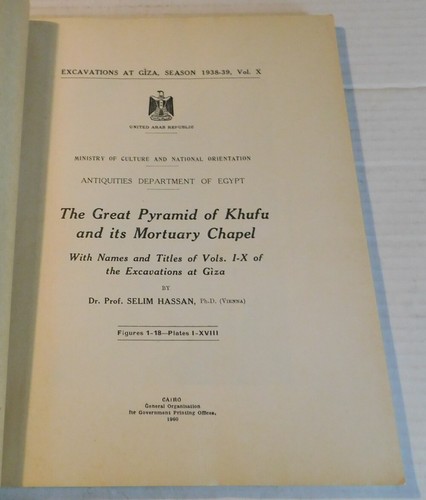 EXCAVATIONS AT GÎZA, SEASON 1938-39, Vol. X
UNITED ARAB REPUBLIC
MINISTRY OF CULTURE AND NATIONAL ORIENTATION
ANTIQUITIES DEPARTMENT OF EGYPT
The Great Pyramid of Khufu
and its Mortuary Chapel
With Names and Titles of Vols. I-X of
the Excavations at Gîza
BY
Dr. Prof. SELIM HASSAN, Ph.D. (Vienna)
Figures 1-18—Plates I-XVIII
CAIRO
General Organisation
for Government Printing Offices,
1960